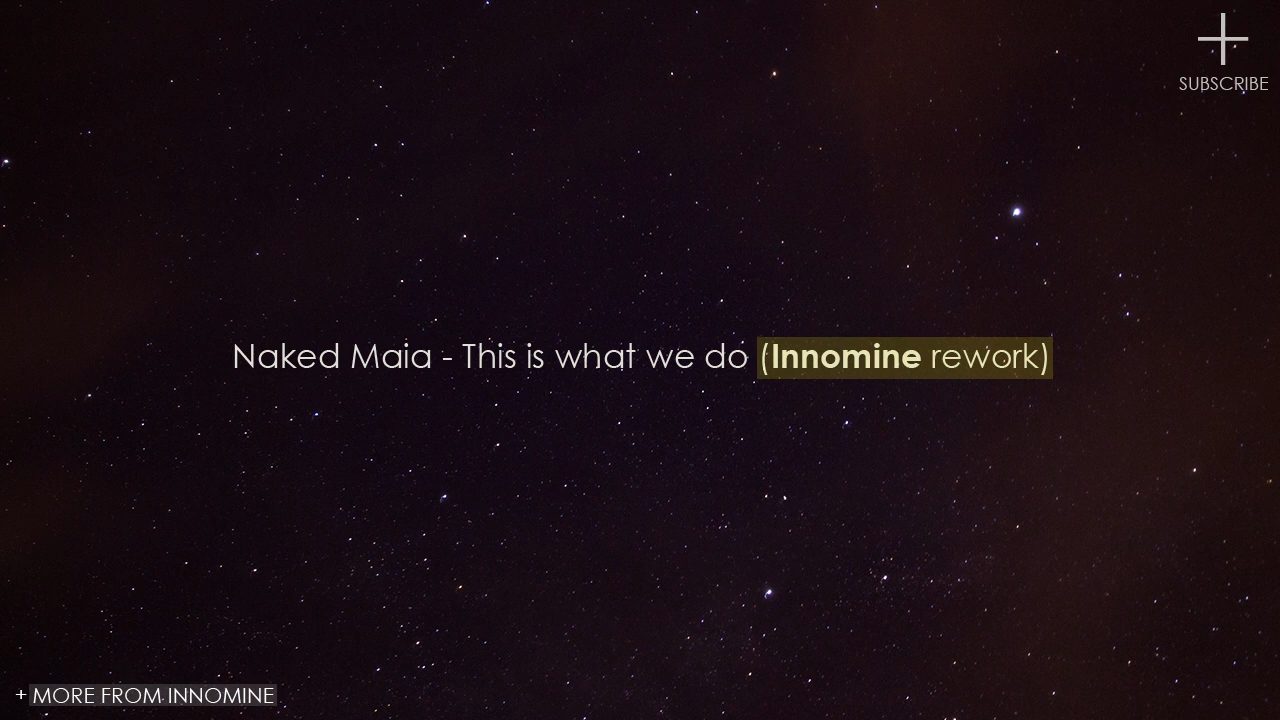 +
SUBSCRIBE
Naked Maia - This is what we do (Innomine rework)
+ MORE FROM INNOMINE